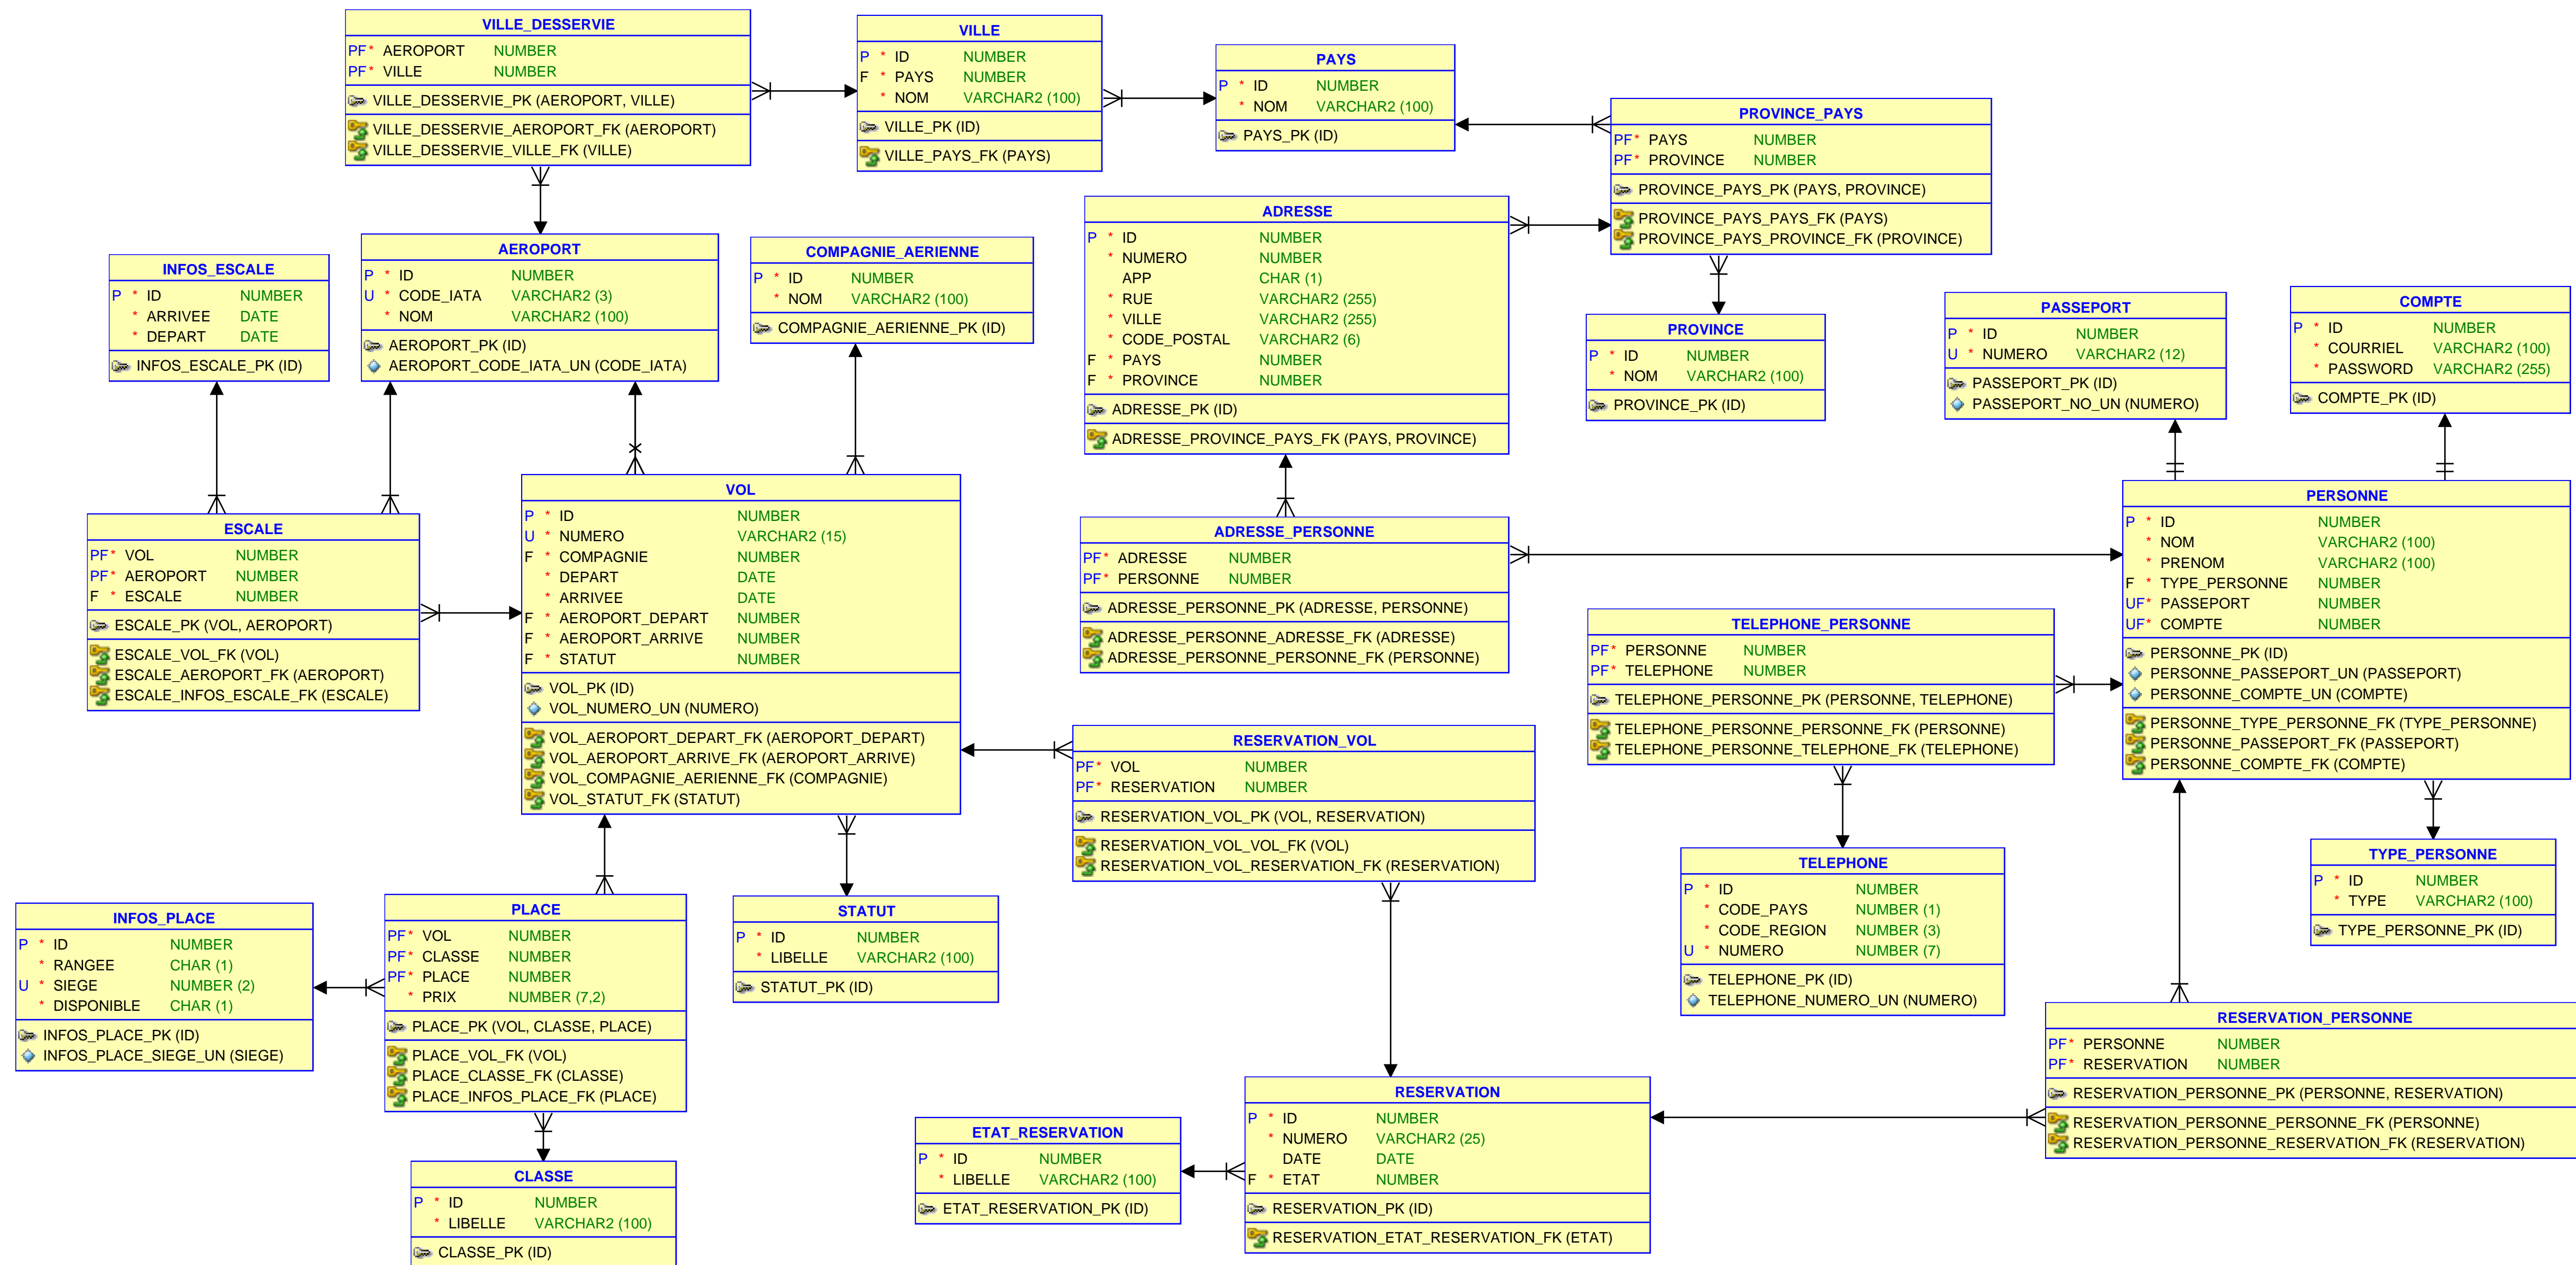 VILLE_DESSERVIE
PF* AEROPORT NUMBER
PF* VILLE NUMBER
VILLE_DESSERVIE_PK (AEROPORT, VILLE)
VILLE_DESSERVIE_AEROPORT_FK (AEROPORT)
VILLE_DESSERVIE_VILLE_FK (VILLE)
VILLE
P * ID NUMBER
F * PAYS NUMBER
* NOM VARCHAR2 (100)
VILLE_PK (ID)
VILLE_PAYS_FK (PAYS)
PAYS
P * ID NUMBER
* NOM VARCHAR2 (100)
PAYS_PK (ID)
PROVINCE_PAYS
PF* PAYS NUMBER
PF* PROVINCE NUMBER
PROVINCE_PAYS_PK (PAYS, PROVINCE)
PROVINCE_PAYS_PAYS_FK (PAYS)
PROVINCE_PAYS_PROVINCE_FK (PROVINCE)
INFOS_ESCALE
P * ID NUMBER
* ARRIVEE DATE
* DEPART DATE
INFOS_ESCALE_PK (ID)
AEROPORT
P * ID NUMBER
U * CODE_IATA VARCHAR2 (3)
* NOM VARCHAR2 (100)
AEROPORT_PK (ID)
AEROPORT_CODE_IATA_UN (CODE_IATA)
COMPAGNIE_AERIENNE
P * ID NUMBER
* NOM VARCHAR2 (100)
COMPAGNIE_AERIENNE_PK (ID)
ADRESSE
P * ID NUMBER
* NUMERO NUMBER
APP CHAR (1)
* RUE VARCHAR2 (255)
* VILLE VARCHAR2 (255)
* CODE_POSTAL VARCHAR2 (6)
F * PAYS NUMBER
F * PROVINCE NUMBER
ADRESSE_PK (ID)
ADRESSE_PROVINCE_PAYS_FK (PAYS, PROVINCE)
PROVINCE
P * ID NUMBER
* NOM VARCHAR2 (100)
PROVINCE_PK (ID)
PASSEPORT
P * ID NUMBER
U * NUMERO VARCHAR2 (12)
PASSEPORT_PK (ID)
PASSEPORT_NO_UN (NUMERO)
COMPTE
P * ID NUMBER
* COURRIEL VARCHAR2 (100)
* PASSWORD VARCHAR2 (255)
COMPTE_PK (ID)
ESCALE
PF* VOL NUMBER
PF* AEROPORT NUMBER
F * ESCALE NUMBER
ESCALE_PK (VOL, AEROPORT)
ESCALE_VOL_FK (VOL)
ESCALE_AEROPORT_FK (AEROPORT)
ESCALE_INFOS_ESCALE_FK (ESCALE)
VOL
P * ID NUMBER
U * NUMERO VARCHAR2 (15)
F * COMPAGNIE NUMBER
* DEPART DATE
* ARRIVEE DATE
F * AEROPORT_DEPART NUMBER
F * AEROPORT_ARRIVE NUMBER
F * STATUT NUMBER
VOL_PK (ID)
VOL_NUMERO_UN (NUMERO)
VOL_AEROPORT_DEPART_FK (AEROPORT_DEPART)
VOL_AEROPORT_ARRIVE_FK (AEROPORT_ARRIVE)
VOL_COMPAGNIE_AERIENNE_FK (COMPAGNIE)
VOL_STATUT_FK (STATUT)
ADRESSE_PERSONNE
PF* ADRESSE NUMBER
PF* PERSONNE NUMBER
ADRESSE_PERSONNE_PK (ADRESSE, PERSONNE)
ADRESSE_PERSONNE_ADRESSE_FK (ADRESSE)
ADRESSE_PERSONNE_PERSONNE_FK (PERSONNE)
PERSONNE
P * ID NUMBER
* NOM VARCHAR2 (100)
* PRENOM VARCHAR2 (100)
F * TYPE_PERSONNE NUMBER
UF* PASSEPORT NUMBER
UF* COMPTE NUMBER
PERSONNE_PK (ID)
PERSONNE_PASSEPORT_UN (PASSEPORT)
PERSONNE_COMPTE_UN (COMPTE)
PERSONNE_TYPE_PERSONNE_FK (TYPE_PERSONNE)
PERSONNE_PASSEPORT_FK (PASSEPORT)
PERSONNE_COMPTE_FK (COMPTE)
TELEPHONE_PERSONNE
PF* PERSONNE NUMBER
PF* TELEPHONE NUMBER
TELEPHONE_PERSONNE_PK (PERSONNE, TELEPHONE)
TELEPHONE_PERSONNE_PERSONNE_FK (PERSONNE)
TELEPHONE_PERSONNE_TELEPHONE_FK (TELEPHONE)
RESERVATION_VOL
PF* VOL NUMBER
PF* RESERVATION NUMBER
RESERVATION_VOL_PK (VOL, RESERVATION)
RESERVATION_VOL_VOL_FK (VOL)
RESERVATION_VOL_RESERVATION_FK (RESERVATION)
INFOS_PLACE
P * ID NUMBER
* RANGEE CHAR (1)
U * SIEGE NUMBER (2)
* DISPONIBLE CHAR (1)
INFOS_PLACE_PK (ID)
INFOS_PLACE_SIEGE_UN (SIEGE)
PLACE
PF* VOL NUMBER
PF* CLASSE NUMBER
PF* PLACE NUMBER
* PRIX NUMBER (7,2)
PLACE_PK (VOL, CLASSE, PLACE)
PLACE_VOL_FK (VOL)
PLACE_CLASSE_FK (CLASSE)
PLACE_INFOS_PLACE_FK (PLACE)
STATUT
P * ID NUMBER
* LIBELLE VARCHAR2 (100)
STATUT_PK (ID)
TELEPHONE
P * ID NUMBER
* CODE_PAYS NUMBER (1)
* CODE_REGION NUMBER (3)
U * NUMERO NUMBER (7)
TELEPHONE_PK (ID)
TELEPHONE_NUMERO_UN (NUMERO)
TYPE_PERSONNE
P * ID NUMBER
* TYPE VARCHAR2 (100)
TYPE_PERSONNE_PK (ID)
RESERVATION_PERSONNE
PF* PERSONNE NUMBER
PF* RESERVATION NUMBER
RESERVATION_PERSONNE_PK (PERSONNE, RESERVATION)
RESERVATION_PERSONNE_PERSONNE_FK (PERSONNE)
RESERVATION_PERSONNE_RESERVATION_FK (RESERVATION)
ETAT_RESERVATION
P * ID NUMBER
* LIBELLE VARCHAR2 (100)
ETAT_RESERVATION_PK (ID)
RESERVATION
P * ID NUMBER
* NUMERO VARCHAR2 (25)
DATE DATE
F * ETAT NUMBER
RESERVATION_PK (ID)
RESERVATION_ETAT_RESERVATION_FK (ETAT)
CLASSE
P * ID NUMBER
* LIBELLE VARCHAR2 (100)
CLASSE_PK (ID)